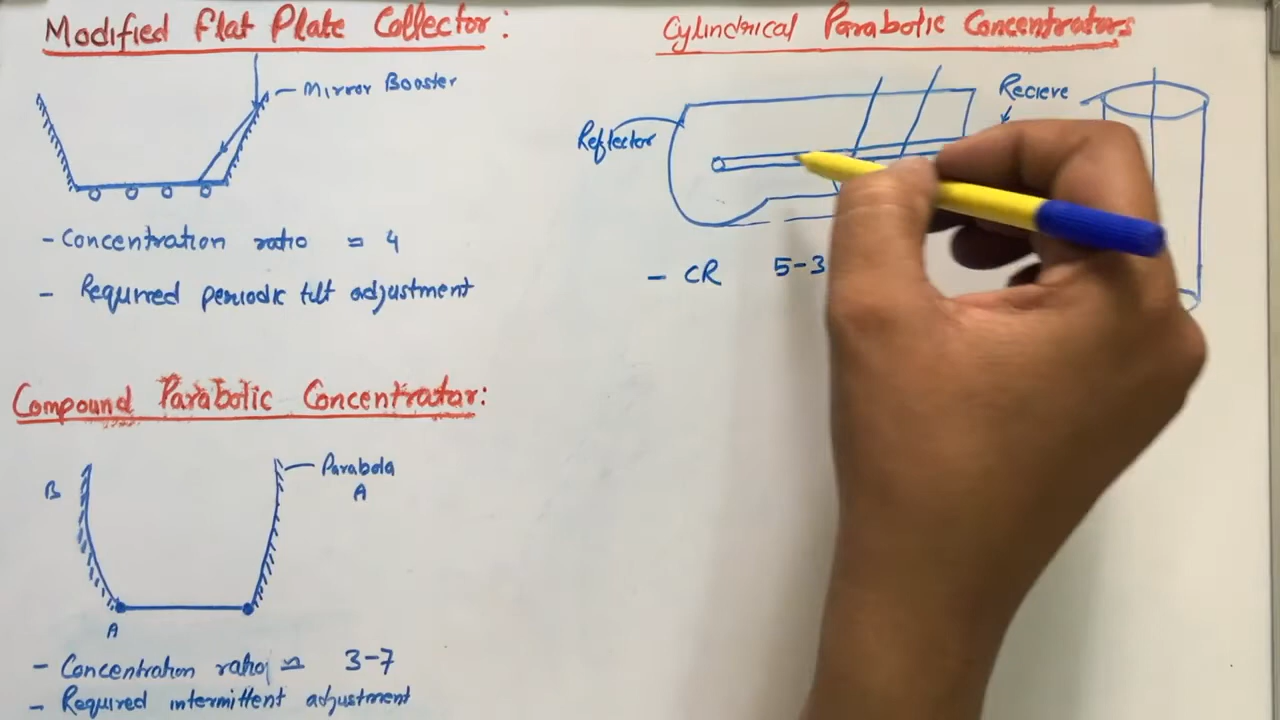 Modified Flat Plate Collector:
Mirror Booster
- Concentration ratio ≈ 4
- Required periodic tilt adjustment
Compound Parabolic Concentrator:
B
Parabola
A
A
- Concentration ratio ≈ 3-7
- Required intermittent adjustment
Cylindrical Parabolic Concentrators
Recieve
Reflector
- CR 5-3